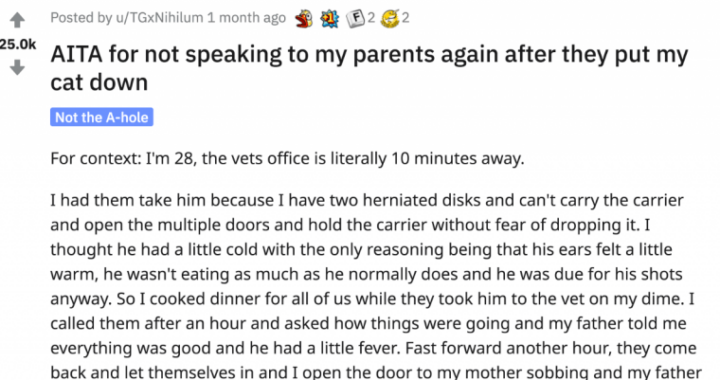 Posted by u/TGxNihilum 1 month ago F 2 2
25.0k
AITA for not speaking to my parents again after they put my
cat down
Not the A-hole
For context: I'm 28, the vets office is literally 10 minutes away.
I had them take him because I have two herniated disks and can't carry the carrier
and open the multiple doors and hold the carrier without fear of dropping it. I
thought he had a little cold with the only reasoning being that his ears felt a little
warm, he wasn't eating as much as he normally does and he was due for his shots
anyway. So I cooked dinner for all of us while they took him to the vet on my dime. I
called them after an hour and asked how things were going and my father told me
everything was good and he had a little fever. Fast forward another hour, they come
back and let themselves in and I open the door to my mother sobbing and my father